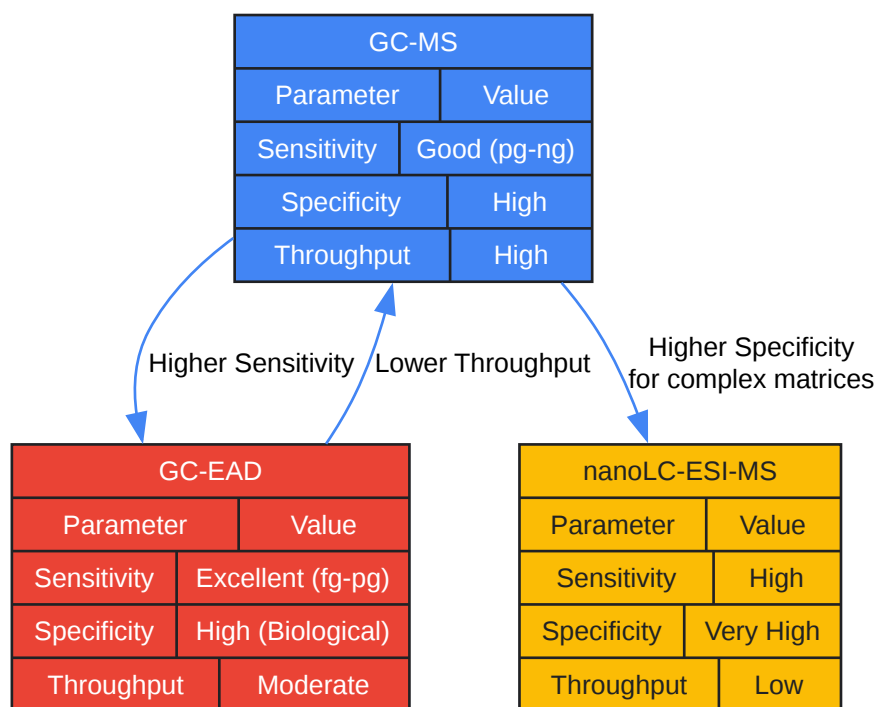 GC-MS
Parameter Value
Sensitivity Good (pg-ng)
Specificity High
Throughput High
Higher Sensitivity
Lower Throughput
Higher Specificity
for complex matrices
GC-EAD
Parameter Value
Sensitivity Excellent (fg-pg)
Specificity High (Biological)
Throughput Moderate
nanoLC-ESI-MS
Parameter Value
Sensitivity High
Specificity Very High
Throughput Low